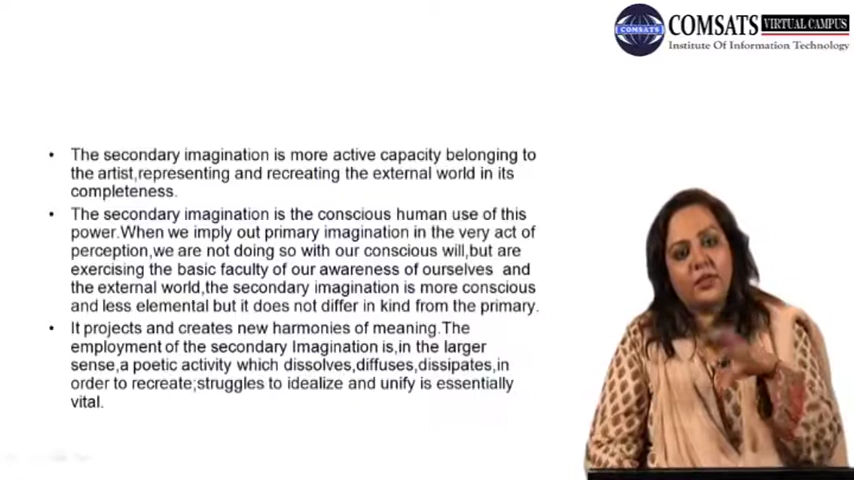 COMSATS
COMSATS VIRTUAL CAMPUS
Institute Of Information Technology
• The secondary imagination is more active capacity belonging to
the artist,representing and recreating the external world in its
completeness.
• The secondary imagination is the conscious human use of this
power.When we imply out primary imagination in the very act of
perception,we are not doing so with our conscious will,but are
exercising the basic faculty of our awareness of ourselves and
the external world,the secondary imagination is more conscious
and less elemental but it does not differ in kind from the primary.
• It projects and creates new harmonies of meaning.The
employment of the secondary Imagination is,in the larger
sense,a poetic activity which dissolves,diffuses,dissipates,in
order to recreate;struggles to idealize and unify is essentially
vital.